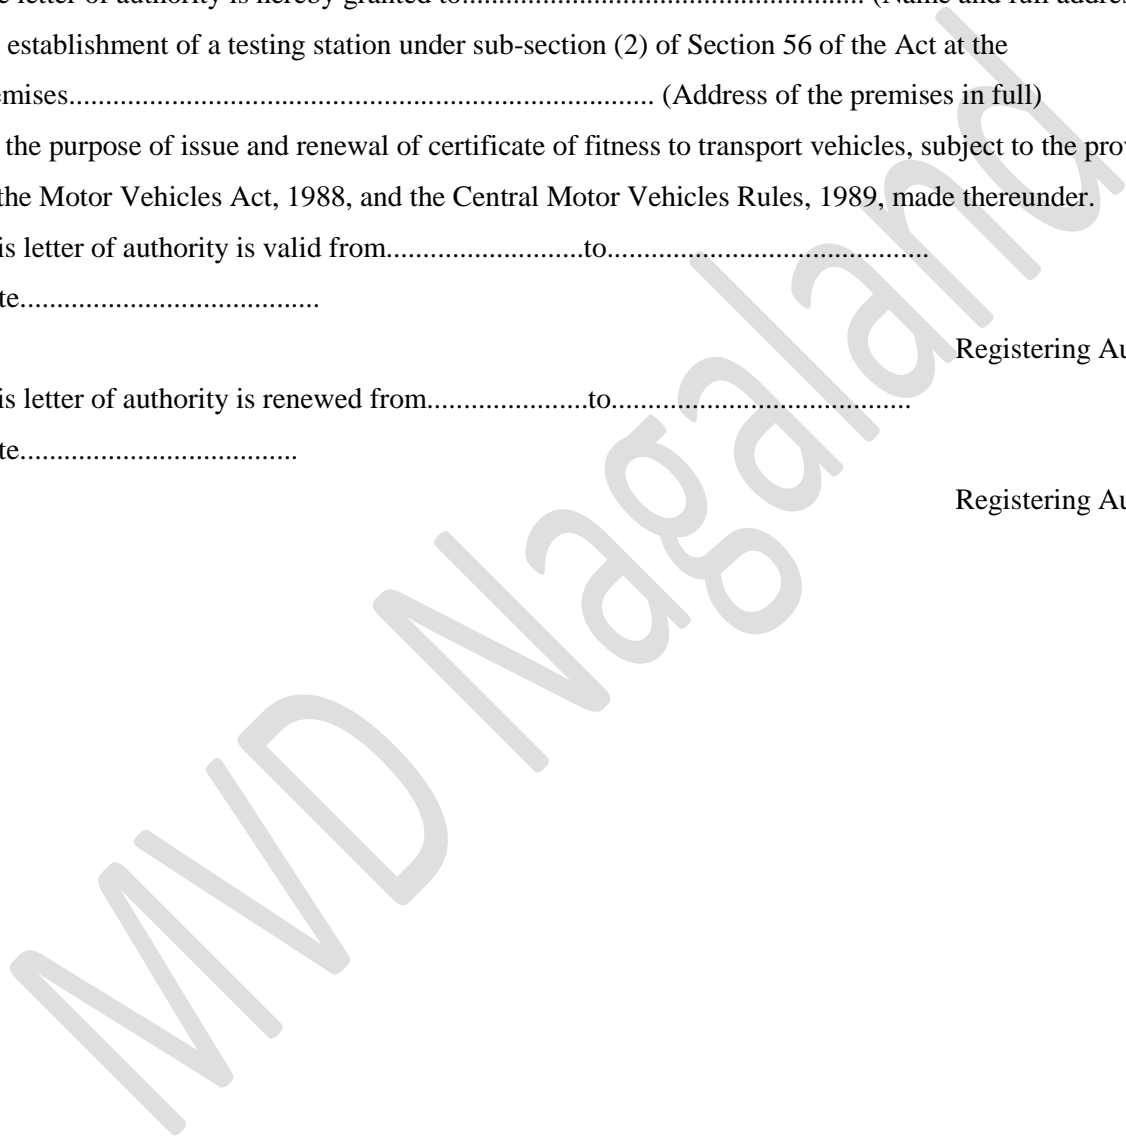 letter of authority is hereby granted to...................................................... (Name and full addres
establishment of a testing station under sub-section (2) of Section 56 of the Act at the
emises.............................................................................. (Address of the premises in full)
the purpose of issue and renewal of certificate of fitness to transport vehicles, subject to the prov
the Motor Vehicles Act, 1988, and the Central Motor Vehicles Rules, 1989, made thereunder.
is letter of authority is valid from...........................to............................................
te.........................................
Registering Au
is letter of authority is renewed from......................to.........................................
te......................................
Registering Au
MVD Nagaland